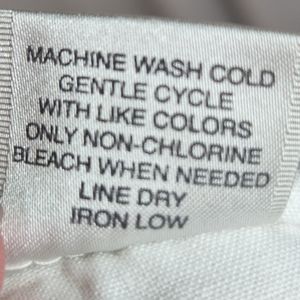 MACHINE WASH COLD
GENTLE CYCLE
WITH LIKE COLORS
ONLY NON-CHLORINE
BLEACH WHEN NEEDED
LINE DRY
IRON LOW